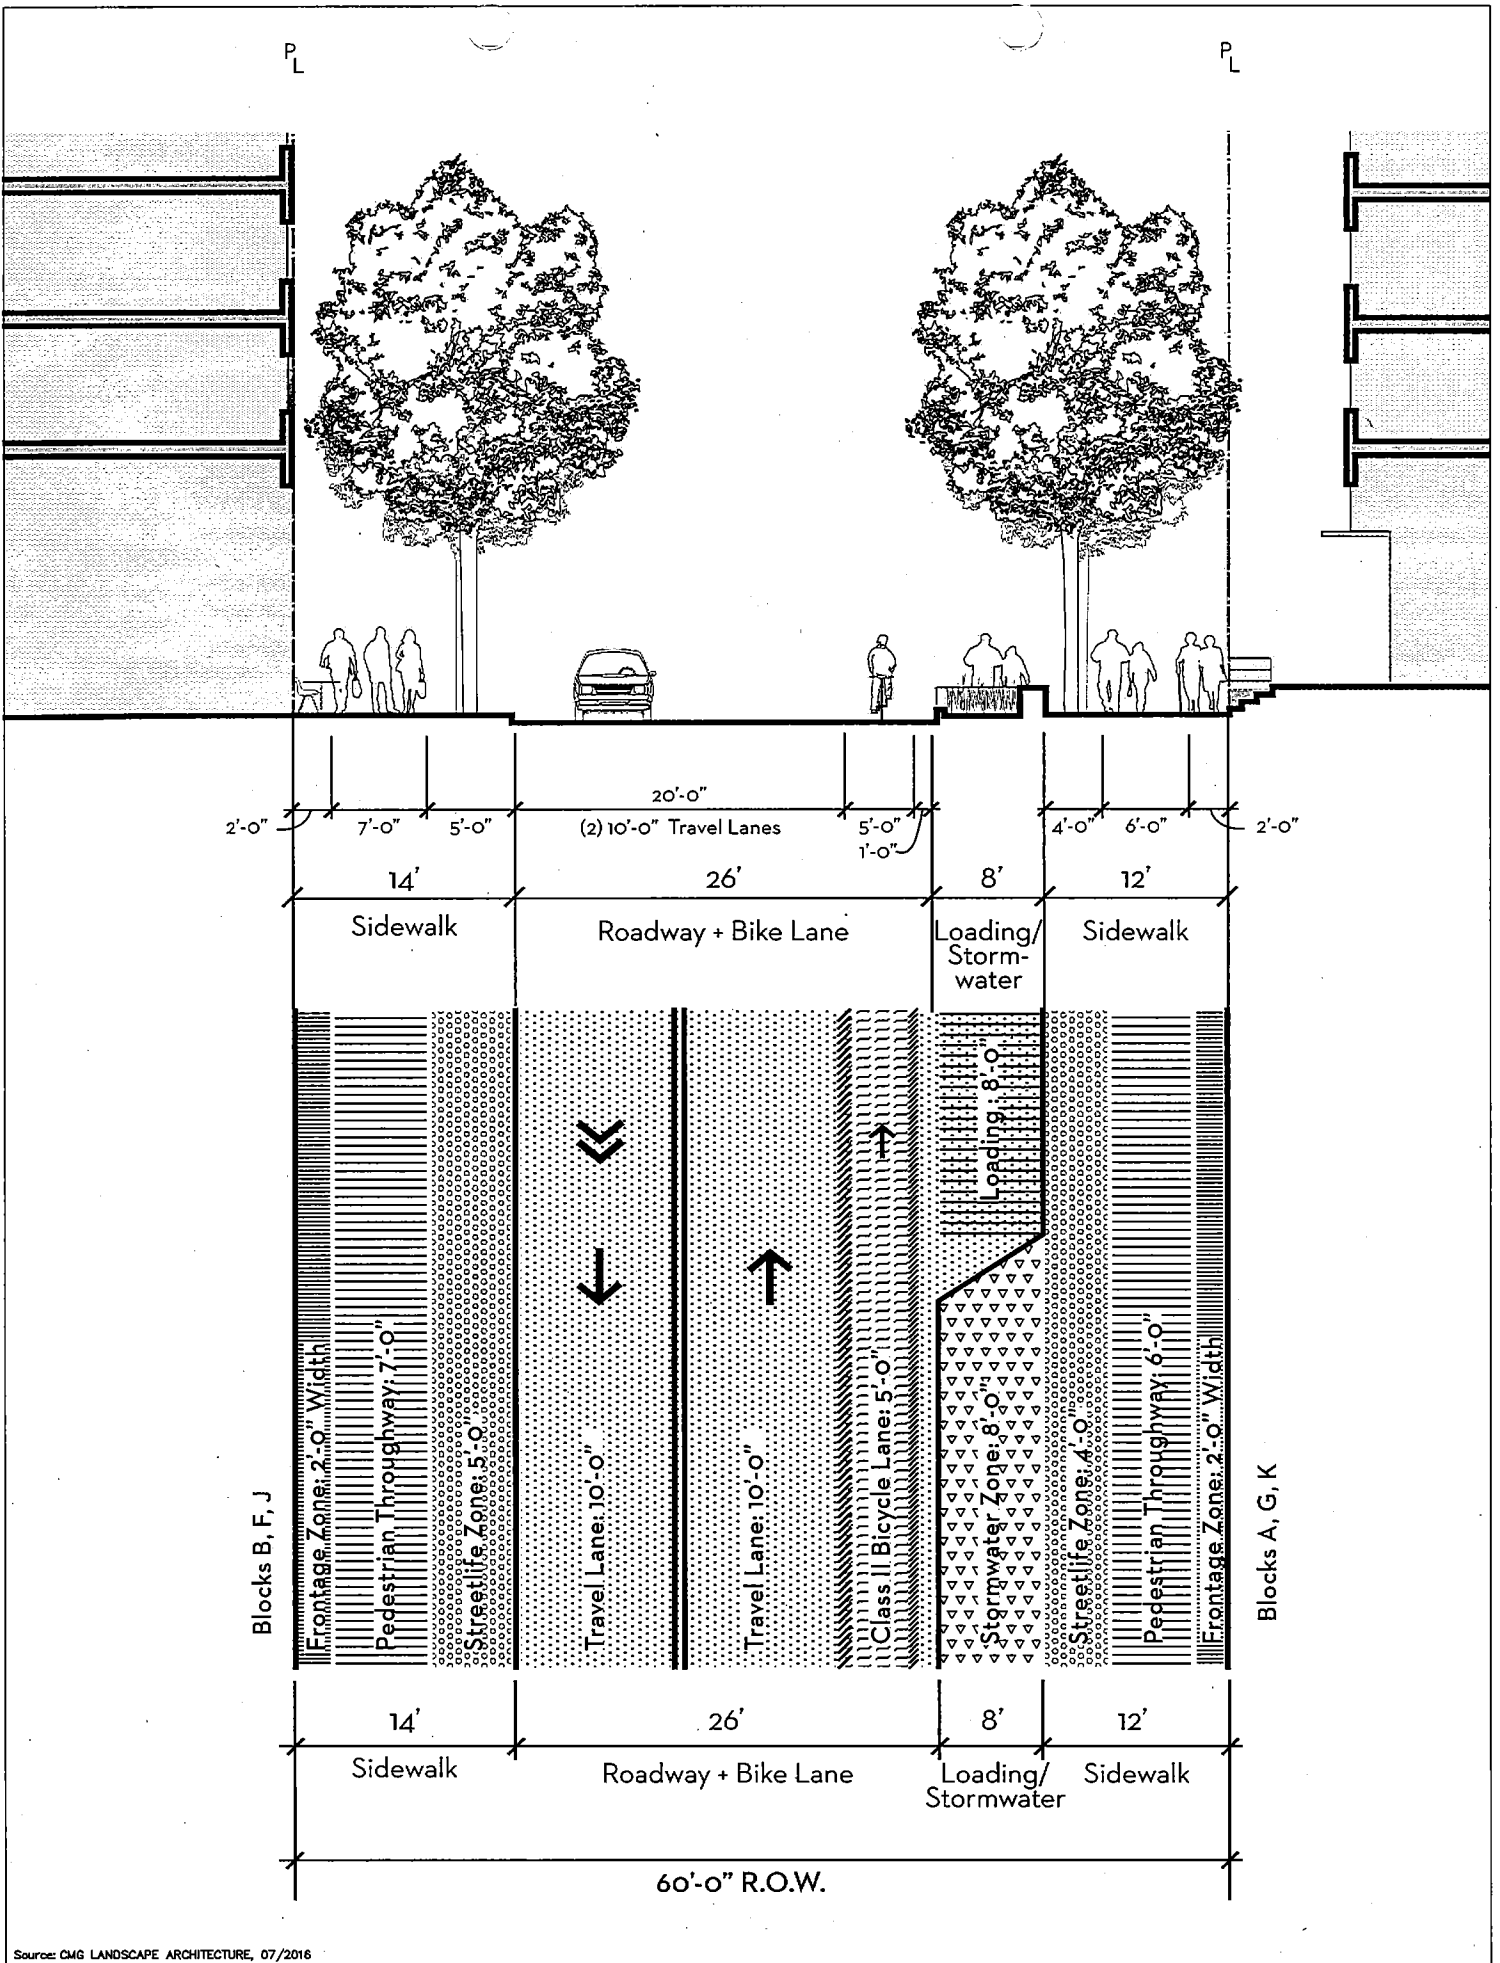 PL
PL
20'-0"
2'-0"
7'-0"
5'-0"
(2) 10'-0" Travel Lanes
5'-0"
1'-0"
4'-0"
6'-0"
2'-0"
14'
26'
8'
12'
Sidewalk
Roadway + Bike Lane
Loading/
Storm-
water
Sidewalk
Blocks B, F, J
Frontage Zone: 2'-0" Width
Pedestrian Throughway: 7'-0"
Streetlife Zone: 5'-0"
Travel Lane: 10'-0"
Travel Lane: 10'-0"
Class II Bicycle Lane: 5'-0"
Loading: 8'-0"
Stormwater Zone: 8'-0"
Streetlife Zone: 4'-0"
Pedestrian Throughway: 6'-0"
Frontage Zone: 2'-0" Width
Blocks A, G, K
14'
26'
8'
12'
Sidewalk
Roadway + Bike Lane
Loading/
Stormwater
Sidewalk
60'-0" R.O.W.
Source: CMG LANDSCAPE ARCHITECTURE, 07/2016